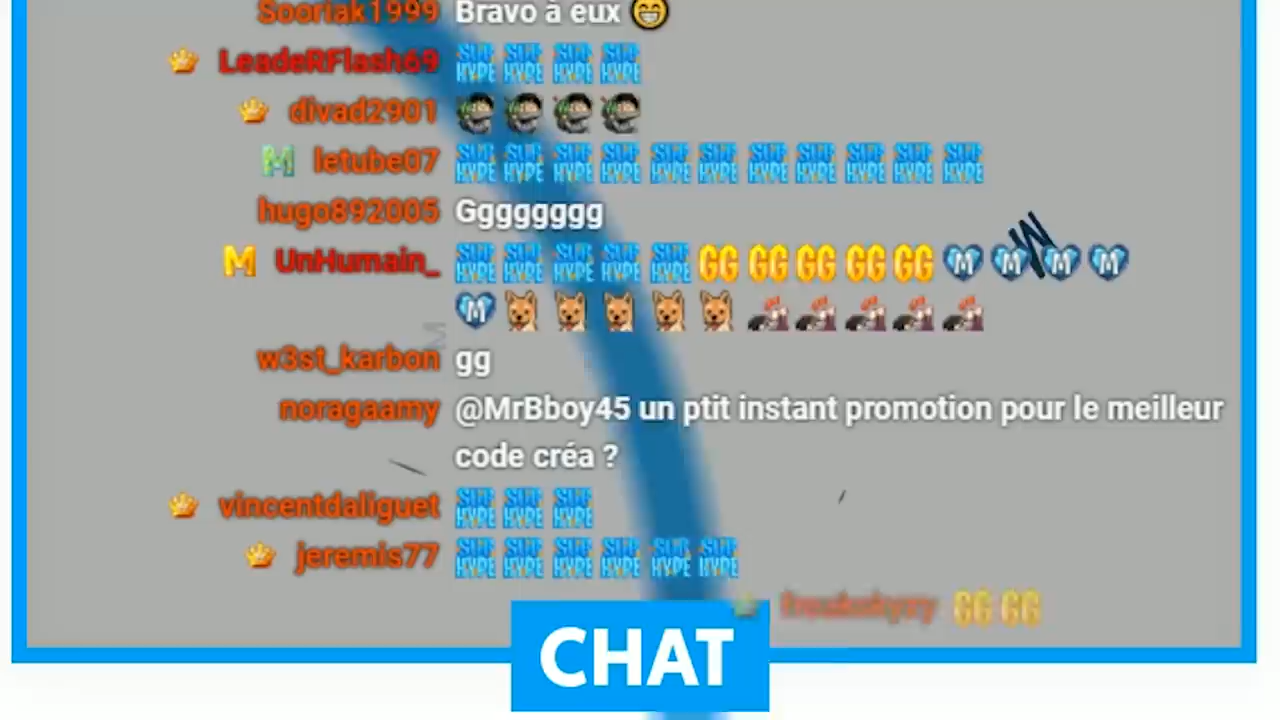 Sooriak1999 Bravo à eux
LeadeRFlash69 SUB HYPE SUB HYPE SUB HYPE SUB HYPE
divad2901
M letube07 SUB HYPE SUB HYPE SUB HYPE SUB HYPE SUB HYPE SUB HYPE SUB HYPE SUB HYPE SUB HYPE SUB HYPE SUB HYPE
hugo892005 Gggggggg
M UnHumain_ SUB HYPE SUB HYPE SUB HYPE SUB HYPE SUB HYPE GG GG GG GG GG M M M M
M
w3st_karbon gg
noragaamy @MrBboy45 un ptit instant promotion pour le meilleur
code créa ?
vincentdaliguet SUB HYPE SUB HYPE SUB HYPE
jeremis77 SUB HYPE SUB HYPE SUB HYPE SUB HYPE SUB HYPE SUB HYPE
GG GG
CHAT